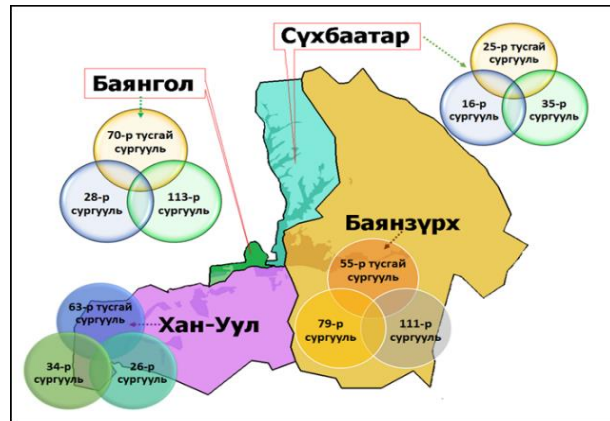 Сүхбаатар
25-р тусгай
сургууль
16-р
сургууль
35-р
сургууль
Баянгол
70-р тусгай
сургууль
28-р
сургууль
113-р
сургууль
Баянзүрх
55-р тусгай
сургууль
79-р
сургууль
111-р
сургууль
63-р тусгай
сургууль
Хан-Уул
34-р
сургууль
26-р
сургууль